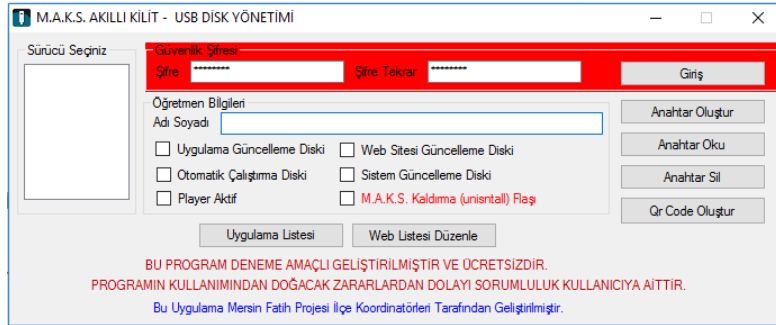 M.A.K.S. AKILLI KİLİT - USB DİSK YÖNETİMİ
Sürücü Seçiniz
Güvenlik Şifresi
Şifre ******** Şifre Tekrar ******** Giriş
Öğretmen Bİlgileri
Adı Soyadı
Anahtar Oluştur
Uygulama Güncelleme Diski Web Sitesi Güncelleme Diski Anahtar Oku
Otomatik Çalıştırma Diski Sistem Güncelleme Diski Anahtar Sil
Player Aktif M.A.K.S. Kaldırma (unisntall) Flaşı
Qr Code Oluştur
Uygulama Listesi Web Listesi Düzenle
BU PROGRAM DENEME AMAÇLI GELİŞTİRİLMİŞTİR VE ÜCRETSİZDİR.
PROGRAMIN KULLANIMINDAN DOĞACAK ZARARLARDAN DOLAYI SORUMLULUK KULLANICIYA AİTTİR.
Bu Uygulama Mersin Fatih Projesi İlçe Koordinatörleri Tarafından Geliştirilmiştir.